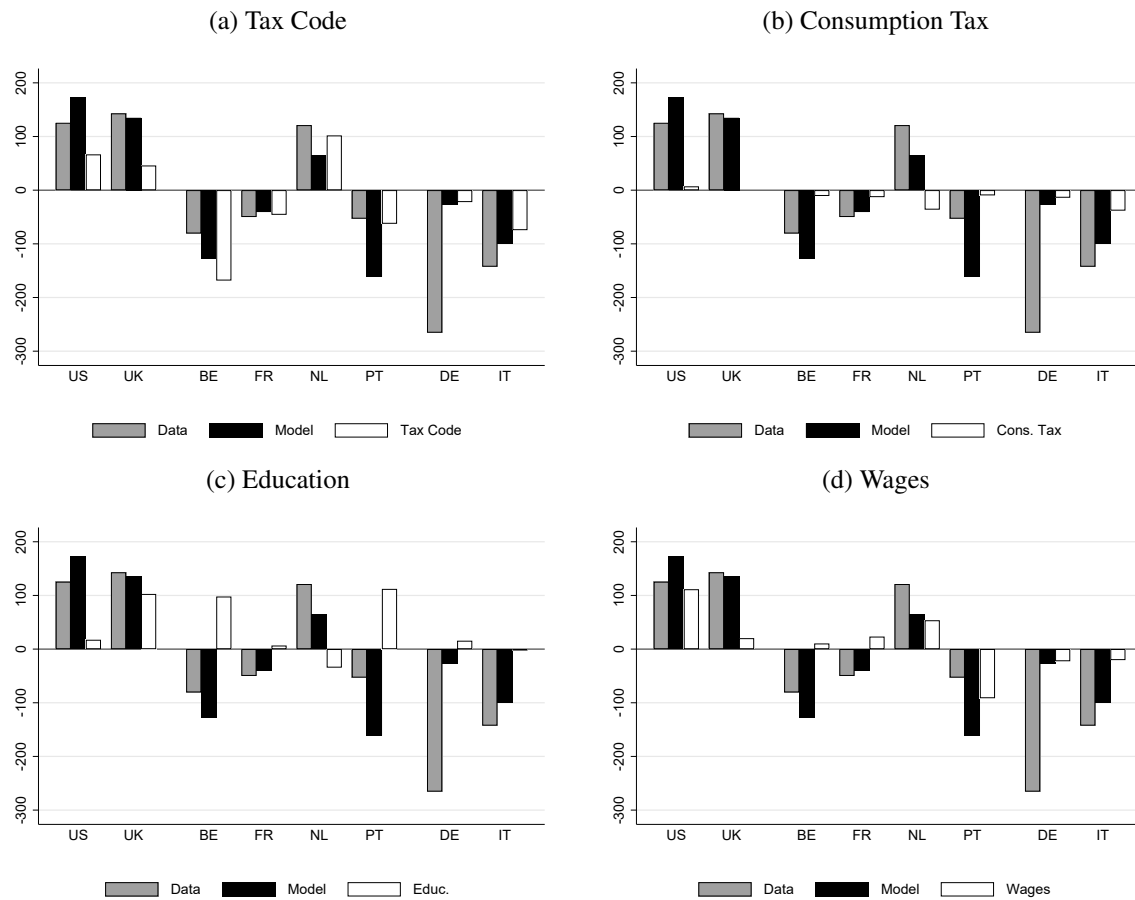 (a) Tax Code
(b) Consumption Tax
200
100
0
-100
-200
-300
US UK BE FR NL PT DE IT
Data Model Tax Code
200
100
0
-100
-200
-300
US UK BE FR NL PT DE IT
Data Model Cons. Tax
(c) Education
(d) Wages
200
100
0
-100
-200
-300
US UK BE FR NL PT DE IT
Data Model Educ.
200
100
0
-100
-200
-300
US UK BE FR NL PT DE IT
Data Model Wages